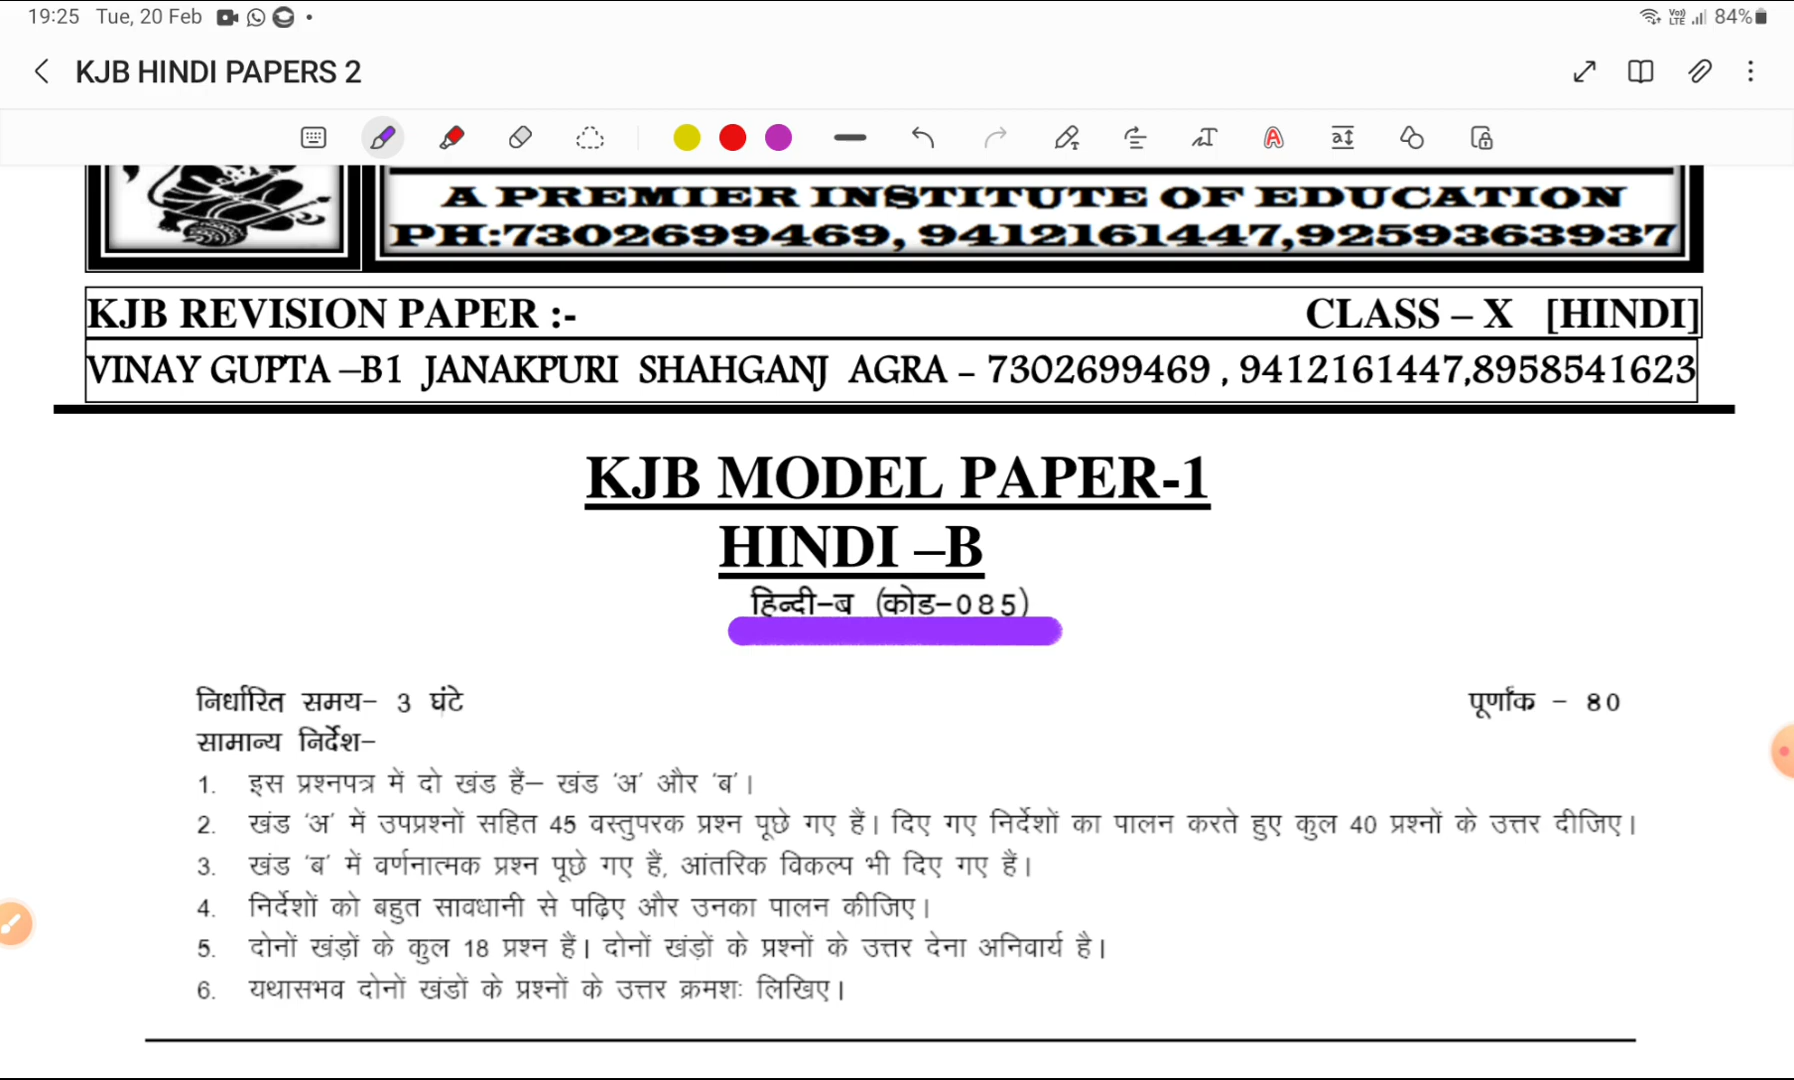 19:25 Tue, 20 Feb
Vo)) LTE 84%
KJB HINDI PAPERS 2
A PREMIER INSTITUTE OF EDUCATION
PH:7302699469, 9412161447,9259363937
KJB REVISION PAPER :- CLASS – X [HINDI]
VINAY GUPTA –B1 JANAKPURI SHAHGANJ AGRA – 7302699469 , 9412161447,8958541623
KJB MODEL PAPER-1
HINDI –B
हिन्दी-ब (कोड-085)
निर्धारित समय- 3 घंटे पूर्णांक - 80
सामान्य निर्देश-
1. इस प्रश्नपत्र में दो खंड हैं– खंड 'अ' और 'ब'।
2. खंड 'अ' में उपप्रश्नों सहित 45 वस्तुपरक प्रश्न पूछे गए हैं। दिए गए निर्देशों का पालन करते हुए कुल 40 प्रश्नों के उत्तर दीजिए।
3. खंड 'ब' में वर्णनात्मक प्रश्न पूछे गए हैं, आंतरिक विकल्प भी दिए गए हैं।
4. निर्देशों को बहुत सावधानी से पढ़िए और उनका पालन कीजिए।
5. दोनों खंड़ों के कुल 18 प्रश्न हैं। दोनों खंड़ों के प्रश्नों के उत्तर देना अनिवार्य है।
6. यथासभव दोनों खंडों के प्रश्नों के उत्तर क्रमशः लिखिए।